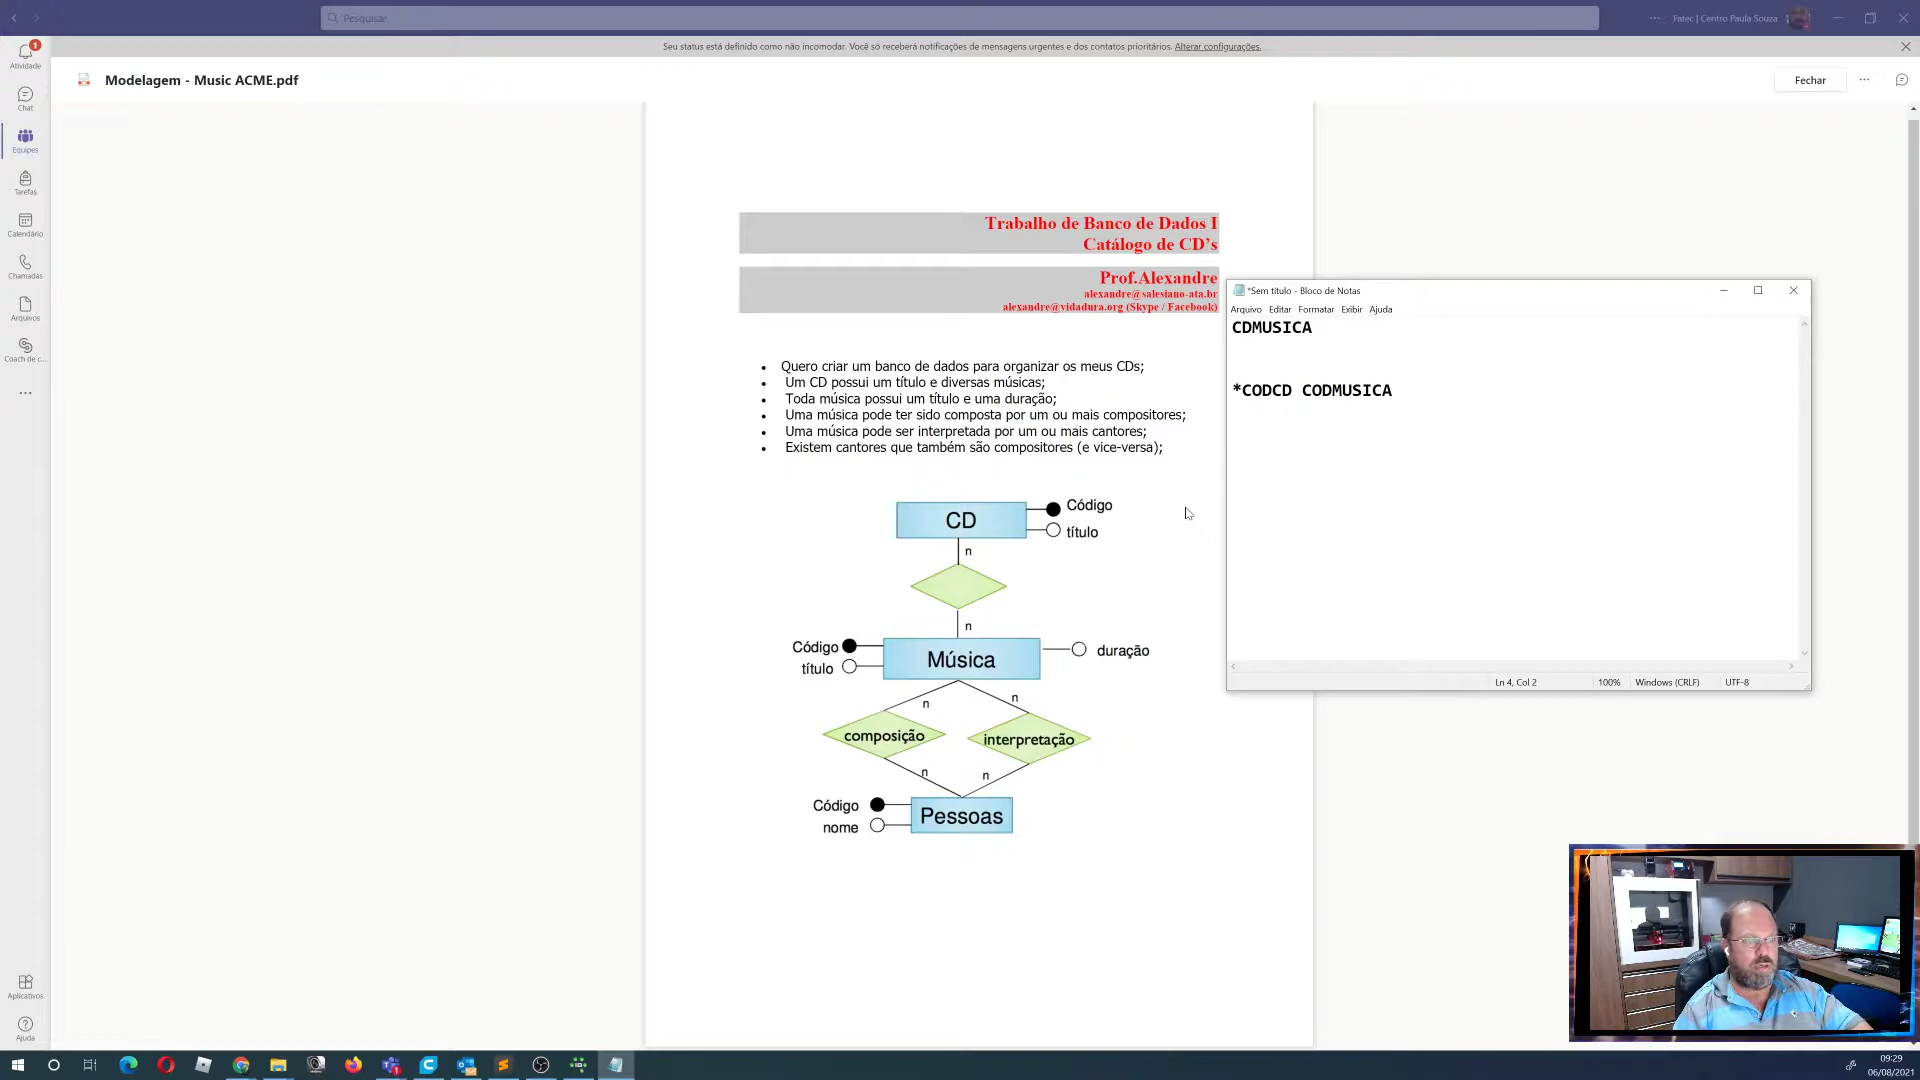 Pesquisar
Fatec | Centro Paula Souza
Seu status está definido como não incomodar. Você só receberá notificações de mensagens urgentes e dos contatos prioritários. Alterar configurações.
1
Atividade
Chat
Equipes
Tarefas
Calendário
Chamadas
Arquivos
Coach de c...
Aplicativos
Ajuda
Modelagem - Music ACME.pdf
Fechar
Trabalho de Banco de Dados I
Catálogo de CD's
Prof.Alexandre
alexandre@salesiano-ata.br
alexandre@vidadura.org (Skype / Facebook)
• Quero criar um banco de dados para organizar os meus CDs;
• Um CD possui um título e diversas músicas;
• Toda música possui um título e uma duração;
• Uma música pode ter sido composta por um ou mais compositores;
• Uma música pode ser interpretada por um ou mais cantores;
• Existem cantores que também são compositores (e vice-versa);
CD
Código
título
n
n
Código
título
Música
duração
n
n
composição
interpretação
n
n
Código
nome
Pessoas
*Sem título - Bloco de Notas
Arquivo Editar Formatar Exibir Ajuda
CDMUSICA
*CODCD CODMUSICA
Ln 4, Col 2
100%
Windows (CRLF)
UTF-8
09:29
06/08/2021